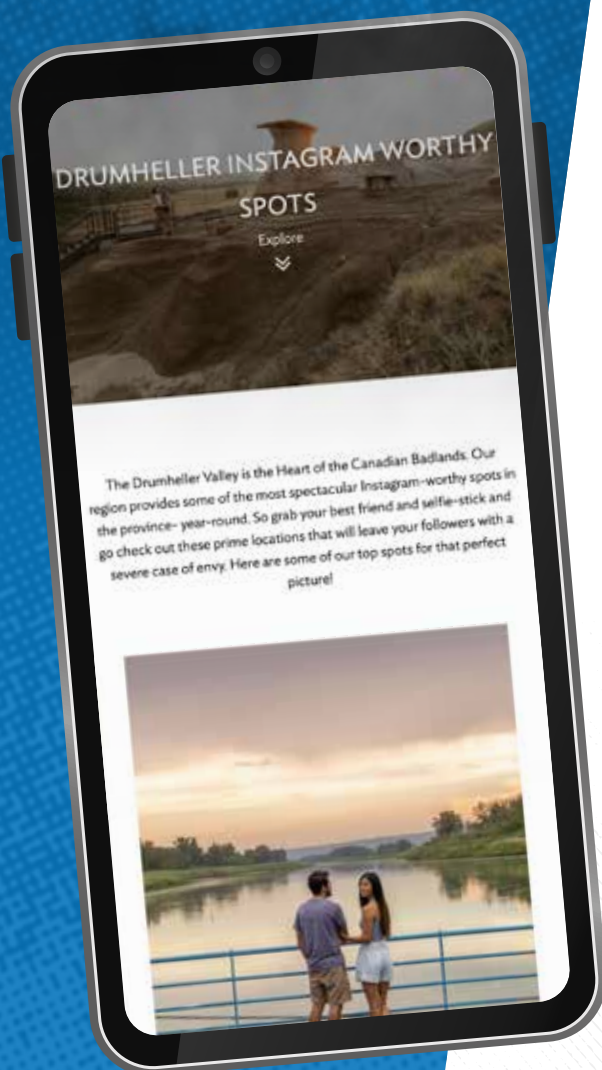 DRUMHELLER INSTAGRAM WORTHY
SPOTS
Explore
The Drumheller Valley is the Heart of the Canadian Badlands. Our
region provides some of the most spectacular Instagram-worthy spots in
the province- year-round. So grab your best friend and selfie-stick and
go check out these prime locations that will leave your followers with a
severe case of envy. Here are some of our top spots for that perfect
picture!